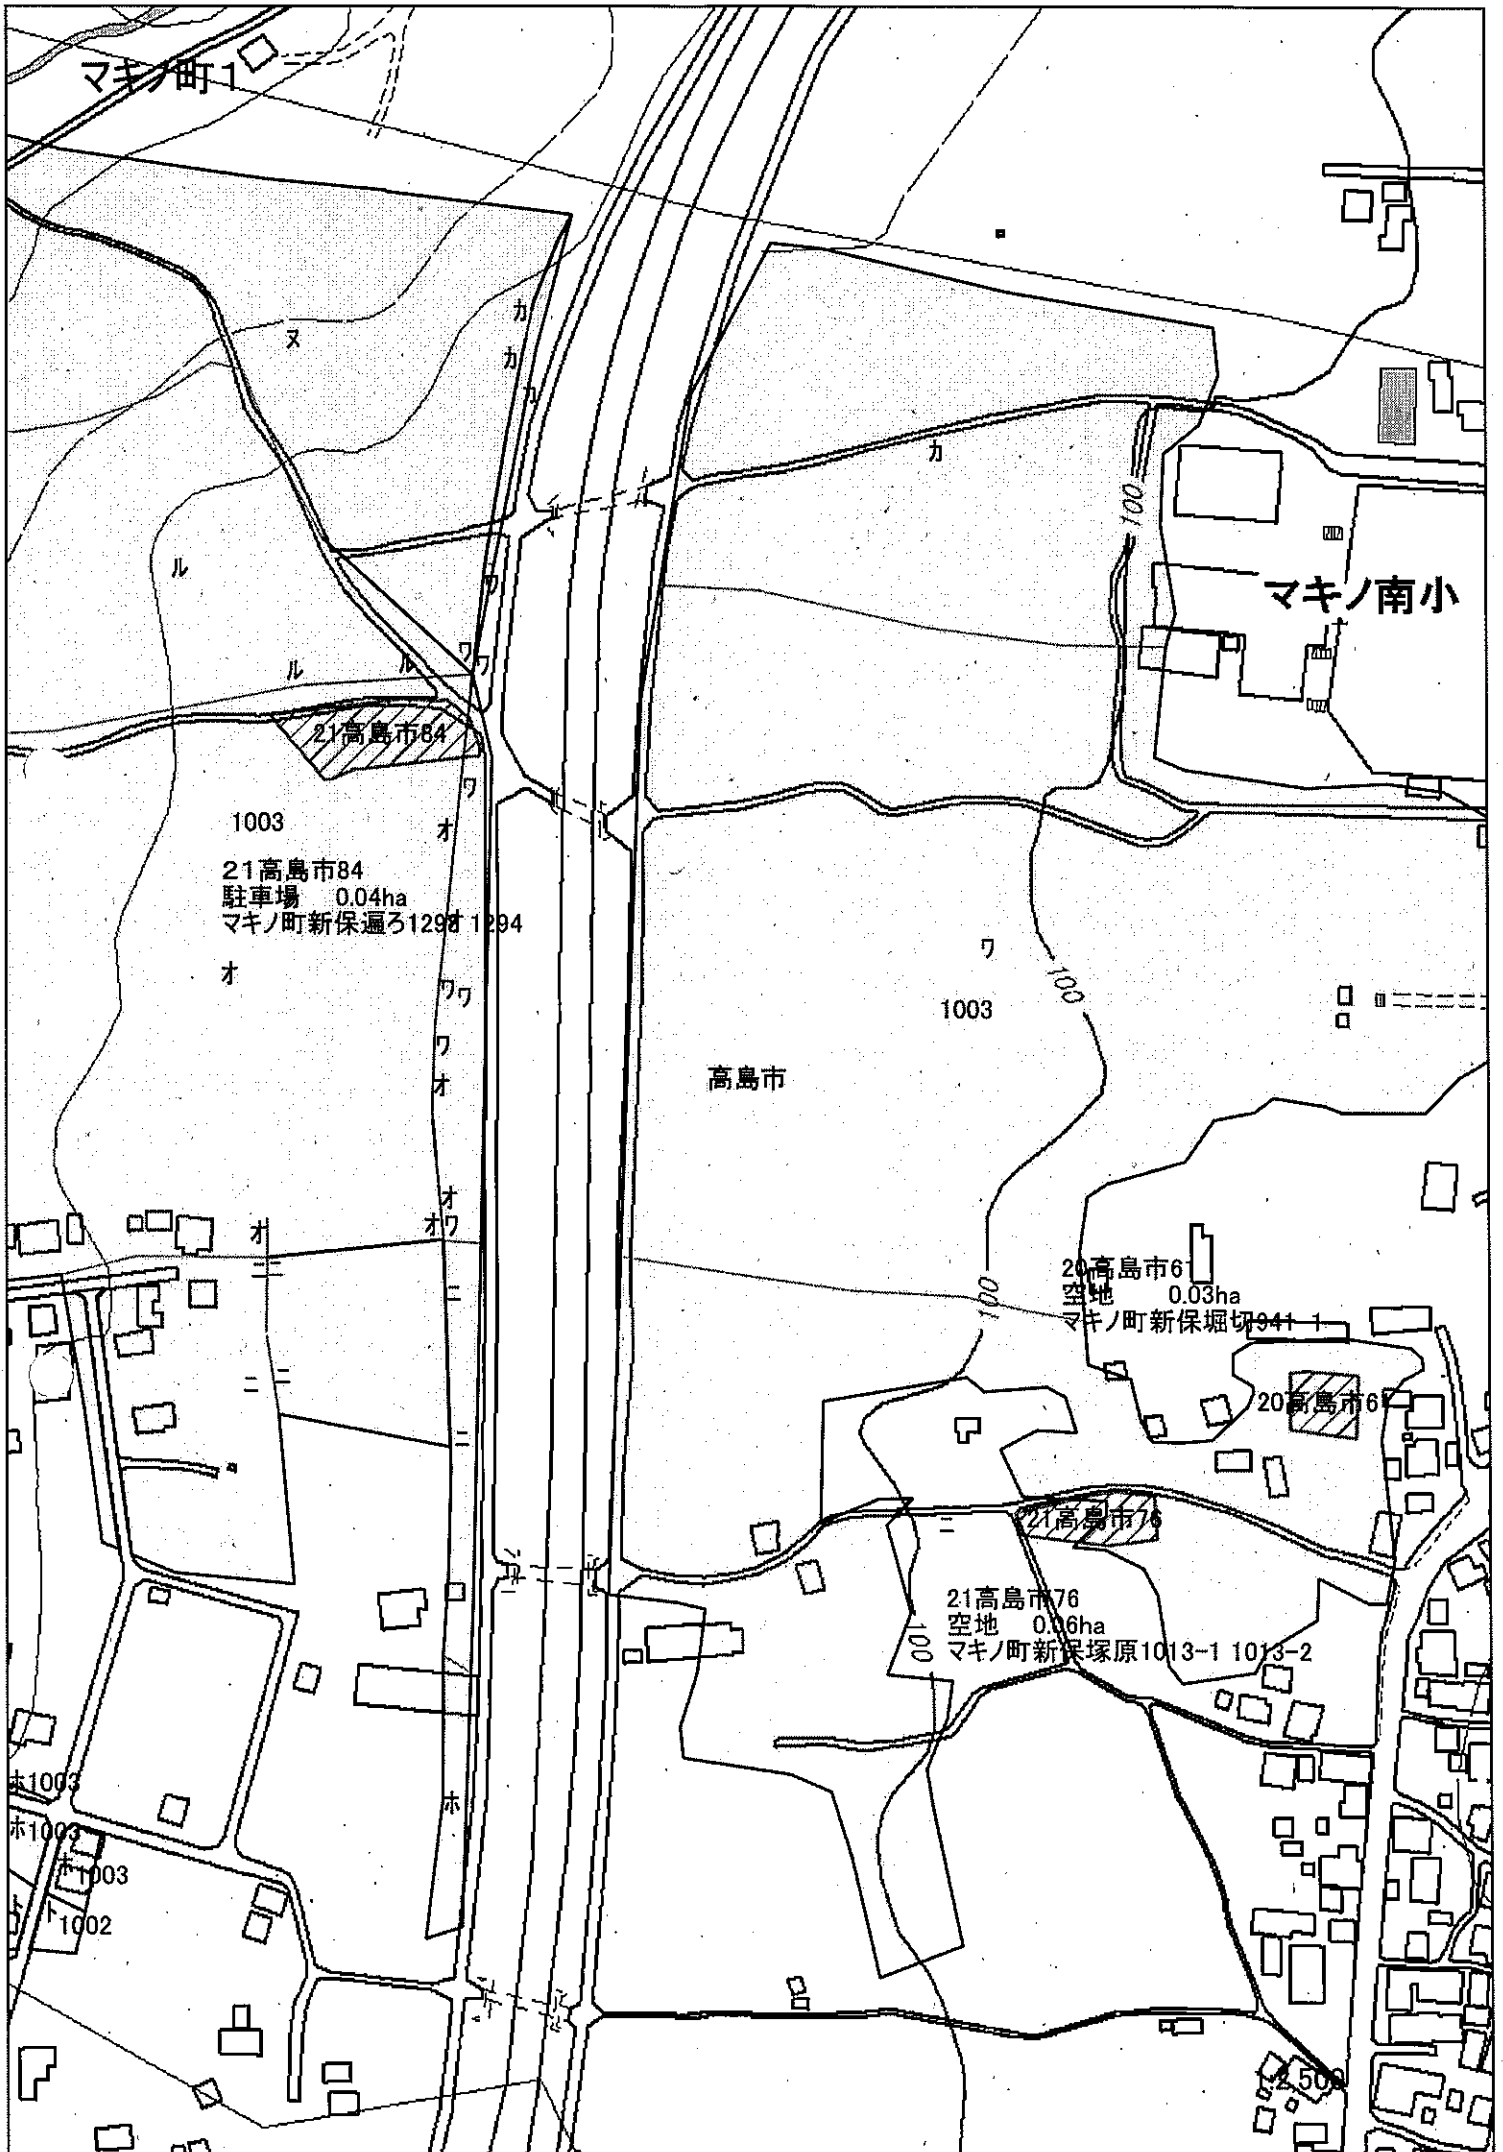 マキノ町1
カ
ヌ
カ
ユ
カ
100
ル
ワ
マキノ南小
ワ
ワ
ル
ル
21高島市84
ワ
オ
1003
21高島市84
駐車場 0.04ha
マキノ町新保遍ろ1298 1294
オ
ワ
オ
ワワ
100
1003
ワ
高島市
オ
オ
オ
オワ
ニニ
ニ
100
20高島市61
空地 0.03ha
マキノ町新保堀切941-1
ニ
ニ
20高島市61
ニ
ニ
21高島市76
21高島市76
空地 0.06ha
マキノ町新保塚原1013-1 1013-2
100
ホ1003
ホ
ホ1003
ホ1003
ト
ト1002
1:2,500